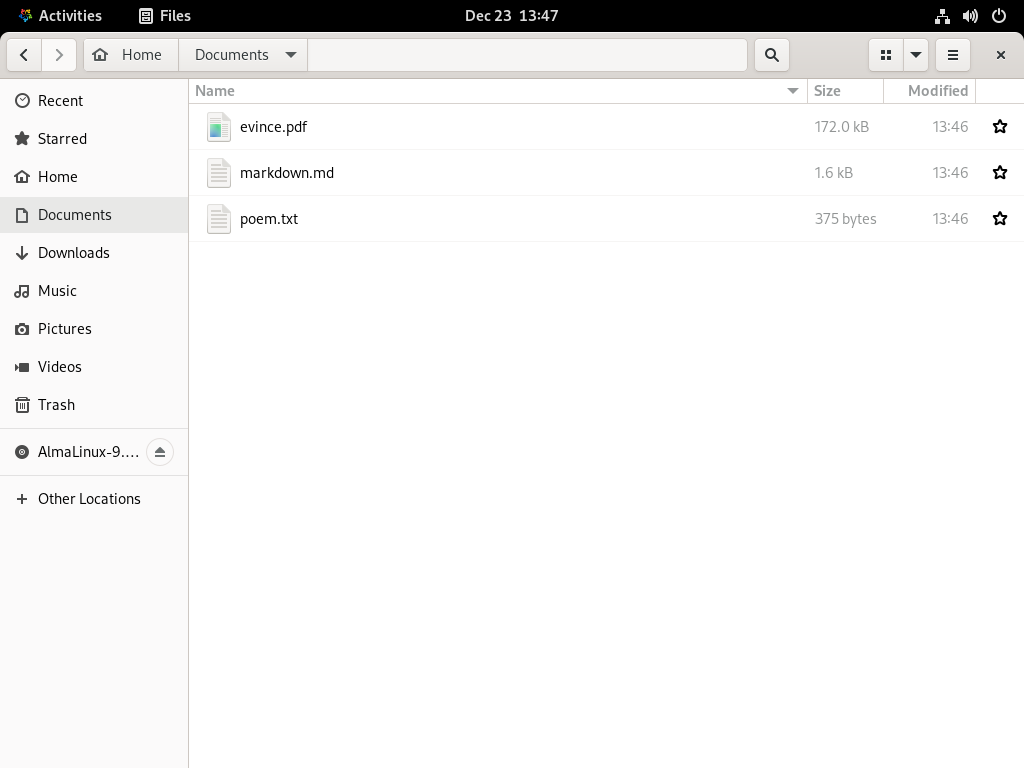 Activities Files Dec 23 13:47
Home Documents
Name Size Modified
Recent
Starred
Home
Documents
Downloads
Music
Pictures
Videos
Trash
AlmaLinux-9....
Other Locations
evince.pdf 172.0 kB 13:46
markdown.md 1.6 kB 13:46
poem.txt 375 bytes 13:46